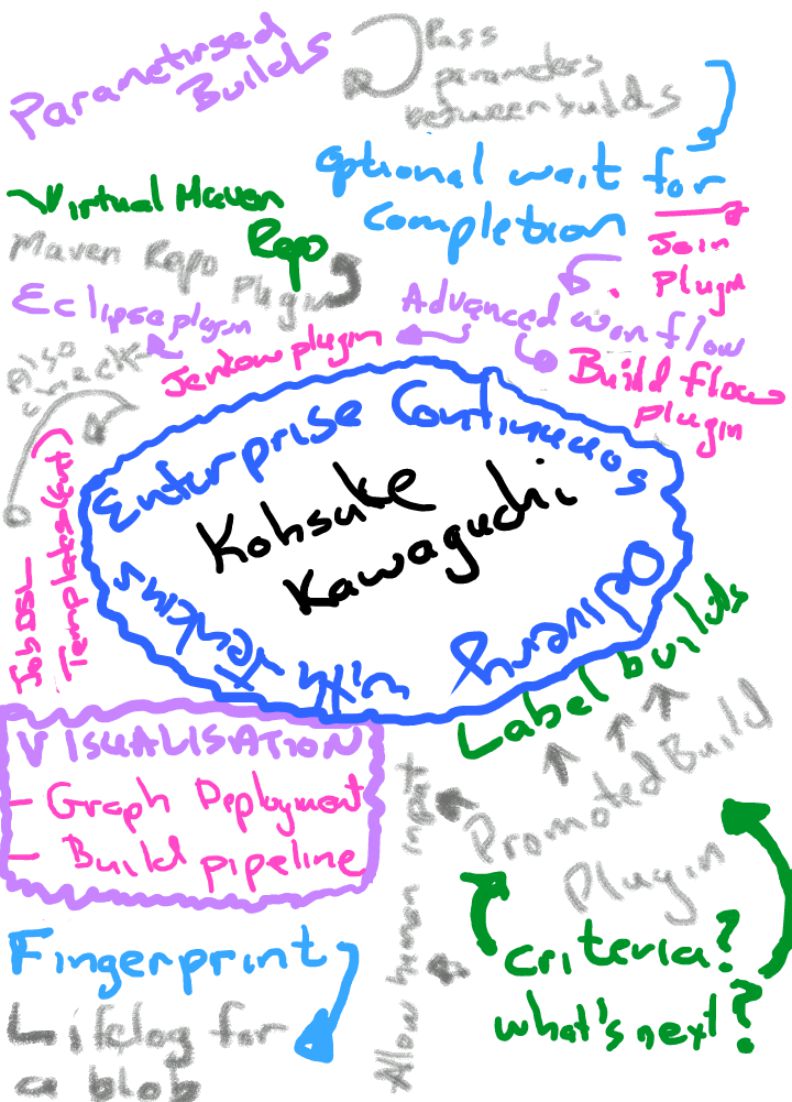 Parametirsed
Builds
Pass
parameters
between builds
Optional wait for
completion
Virtual Maven
Repo
Maven Repo
Plugin
Join
Plugin
Eclipse plugin
Advanced workflow
Also
check
Jenkow plugin
Build flow
plugin
Enterprise Continuous
Delivery
with Jenkins
Kohsuke
Kawaguchi
Job DSL
Templates
Label builds
VISUALISATION
- Graph Deployment
- Build pipeline
Promoted Build
Plugin
Allow human input
Fingerprint
Lifelog for
a blob
Criteria?
what's next?